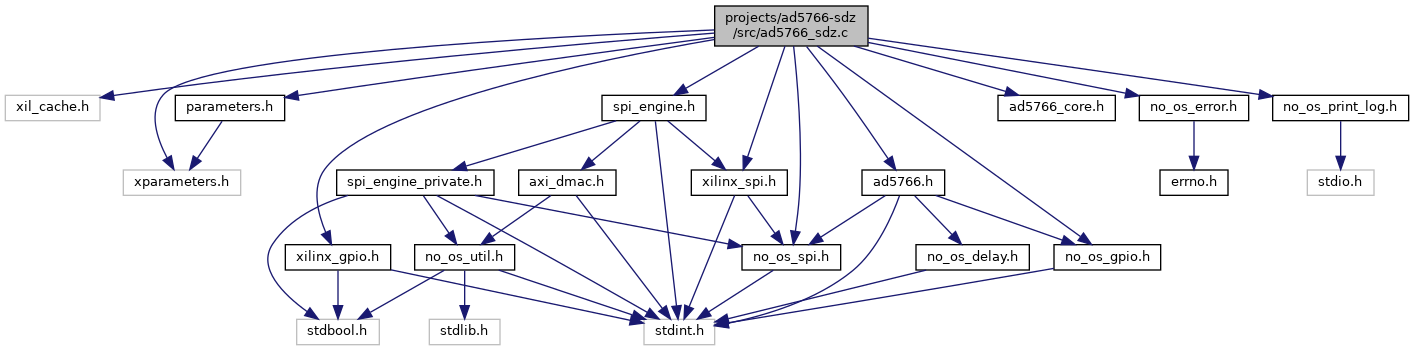 projects/ad5766-sdz
/src/ad5766_sdz.c
xil_cache.h
parameters.h
spi_engine.h
ad5766_core.h
no_os_error.h
no_os_print_log.h
xparameters.h
spi_engine_private.h
axi_dmac.h
xilinx_spi.h
ad5766.h
errno.h
stdio.h
xilinx_gpio.h
no_os_util.h
no_os_spi.h
no_os_delay.h
no_os_gpio.h
stdbool.h
stdlib.h
stdint.h